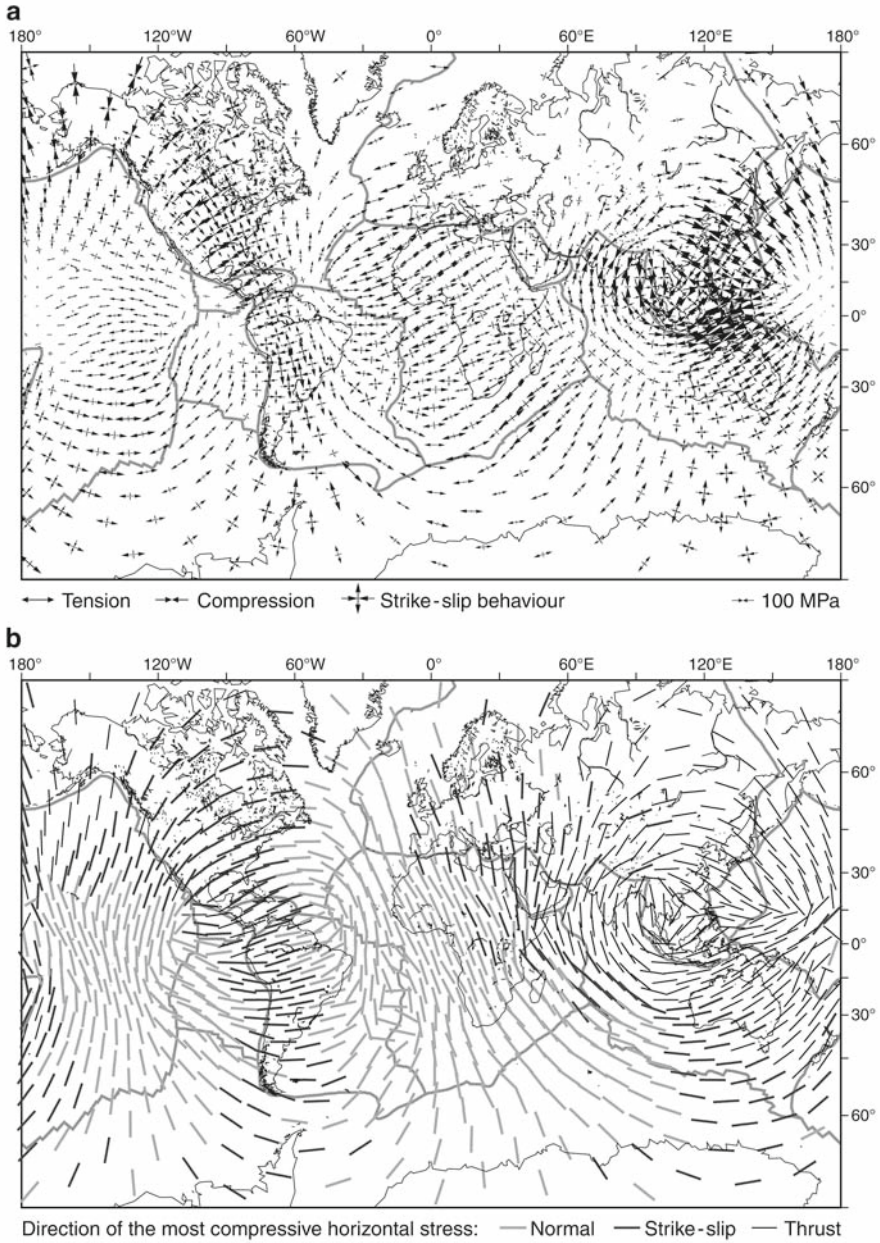 a
180° 120°W 60°W 0° 60°E 120°E 180°
60°
30°
0°
30°
60°
Tension Compression Strike-slip behaviour 100 MPa
b
180° 120°W 60°W 0° 60°E 120°E 180°
60°
30°
0°
30°
60°
Direction of the most compressive horizontal stress: Normal Strike-slip Thrust